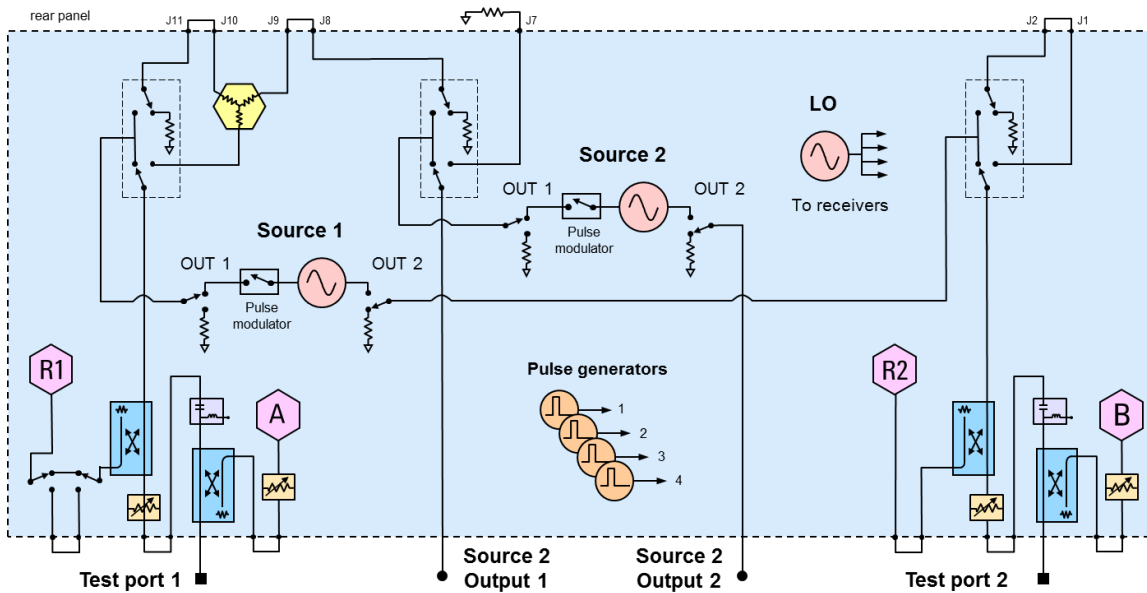 rear panel
J11
J10
J9
J8
J7
J2
J1
LO
To receivers
Source 2
OUT 1
OUT 2
Pulse
modulator
Source 1
OUT 1
OUT 2
Pulse
modulator
R1
A
Pulse generators
1
2
3
4
R2
B
Test port 1
Source 2
Output 1
Source 2
Output 2
Test port 2